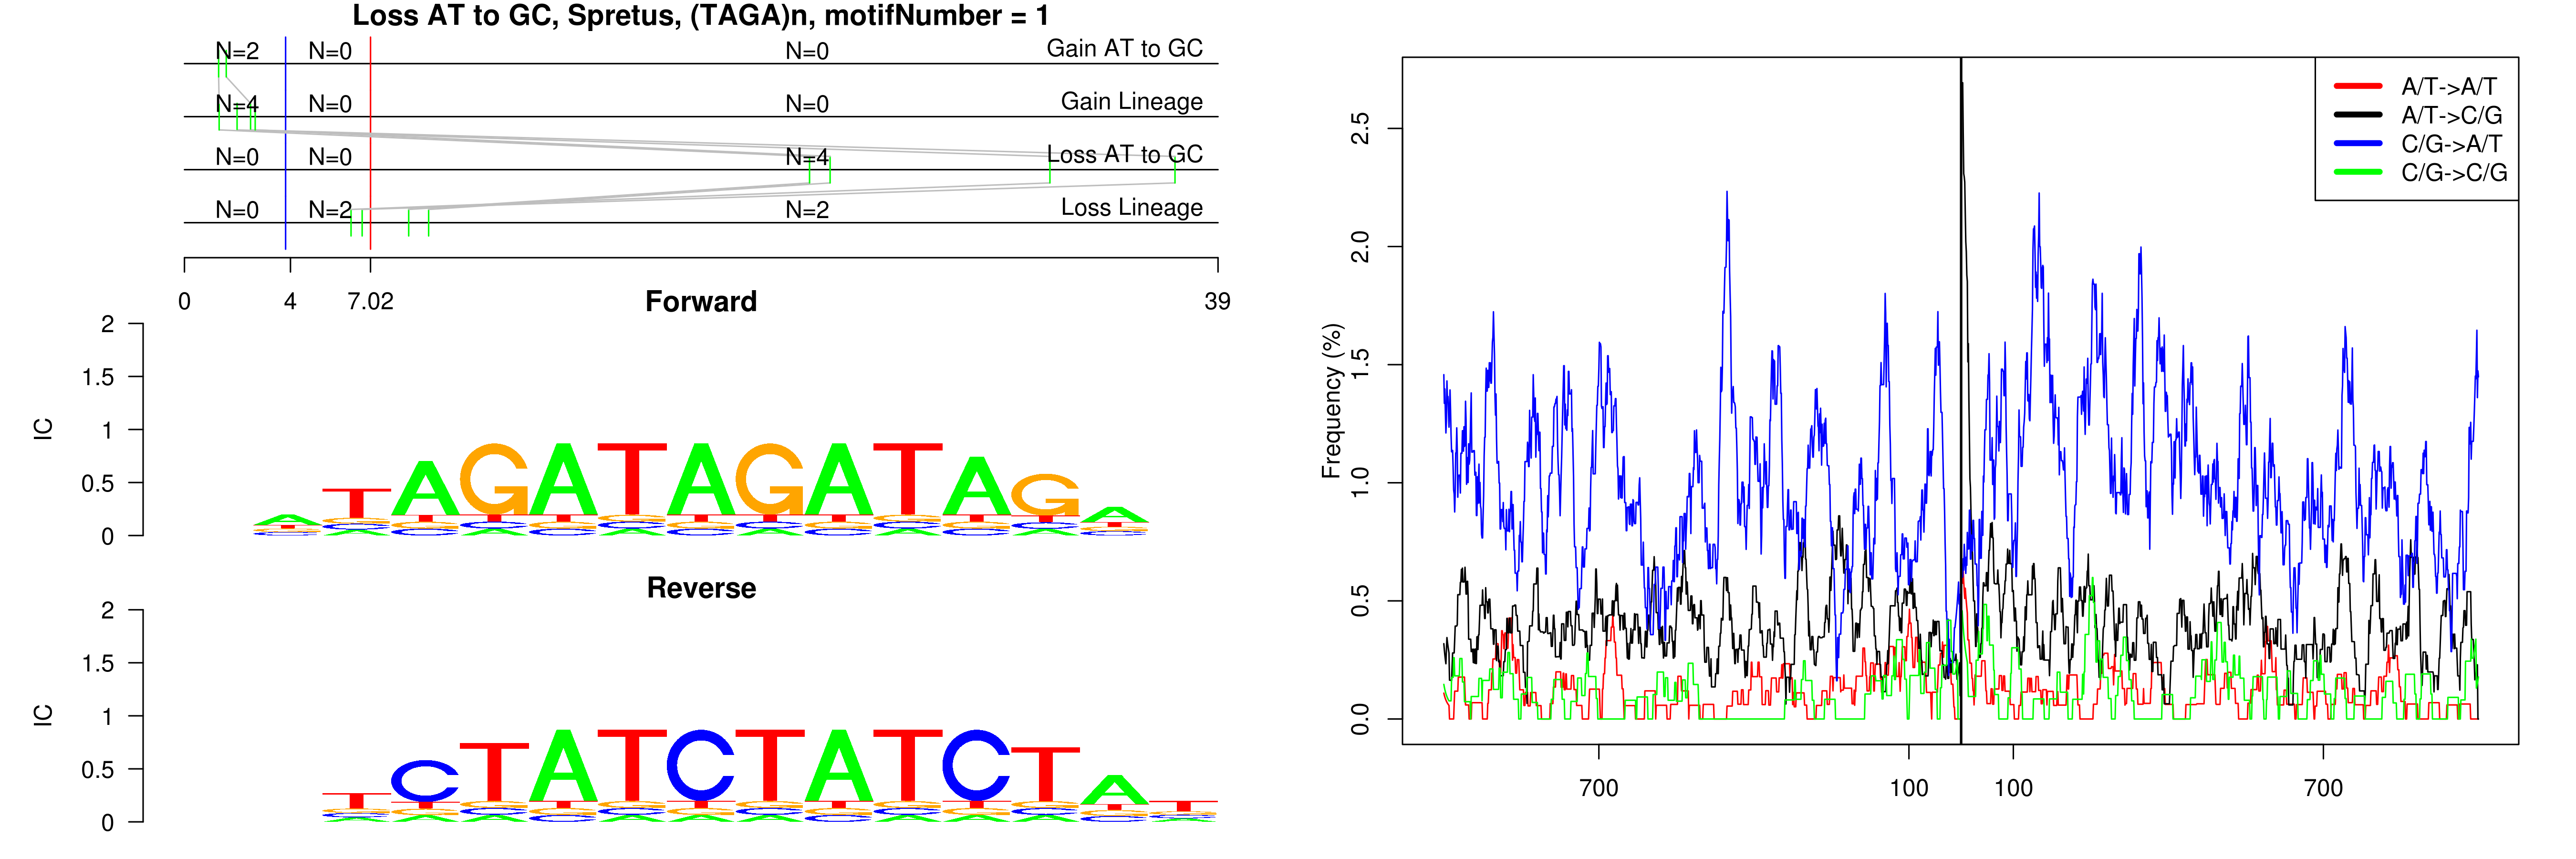 Loss AT to GC, Spretus, (TAGA)n, motifNumber = 1
N=2 N=0 N=0 Gain AT to GC
N=4 N=0 N=0 Gain Lineage
N=0 N=0 N=4 Loss AT to GC
N=0 N=2 N=2 Loss Lineage
0 4 7.02 39
Forward
IC
2
1.5
1
0.5
0
ATAGATAGATAGA
Reverse
IC
2
1.5
1
0.5
0
TCTATCTATCTAT
Frequency (%)
2.5
2.0
1.5
1.0
0.5
0.0
700 100 100 700
A/T->A/T
A/T->C/G
C/G->A/T
C/G->C/G